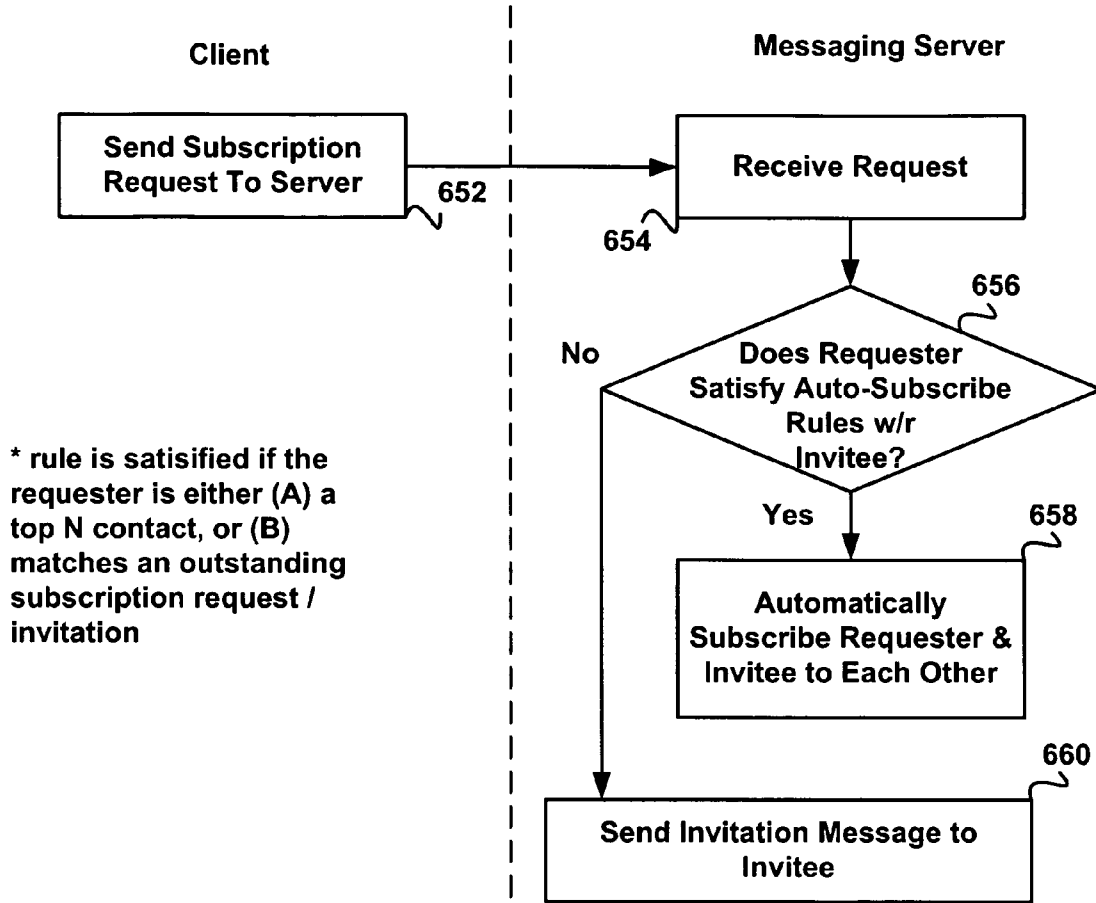 Client
Messaging Server
Send Subscription
Request To Server
652
Receive Request
654
656
Does Requester
Satisfy Auto-Subscribe
Rules w/r
Invitee?
No
Yes
* rule is satisified if the
requester is either (A) a
top N contact, or (B)
matches an outstanding
subscription request /
invitation
658
Automatically
Subscribe Requester &
Invitee to Each Other
660
Send Invitation Message to
Invitee